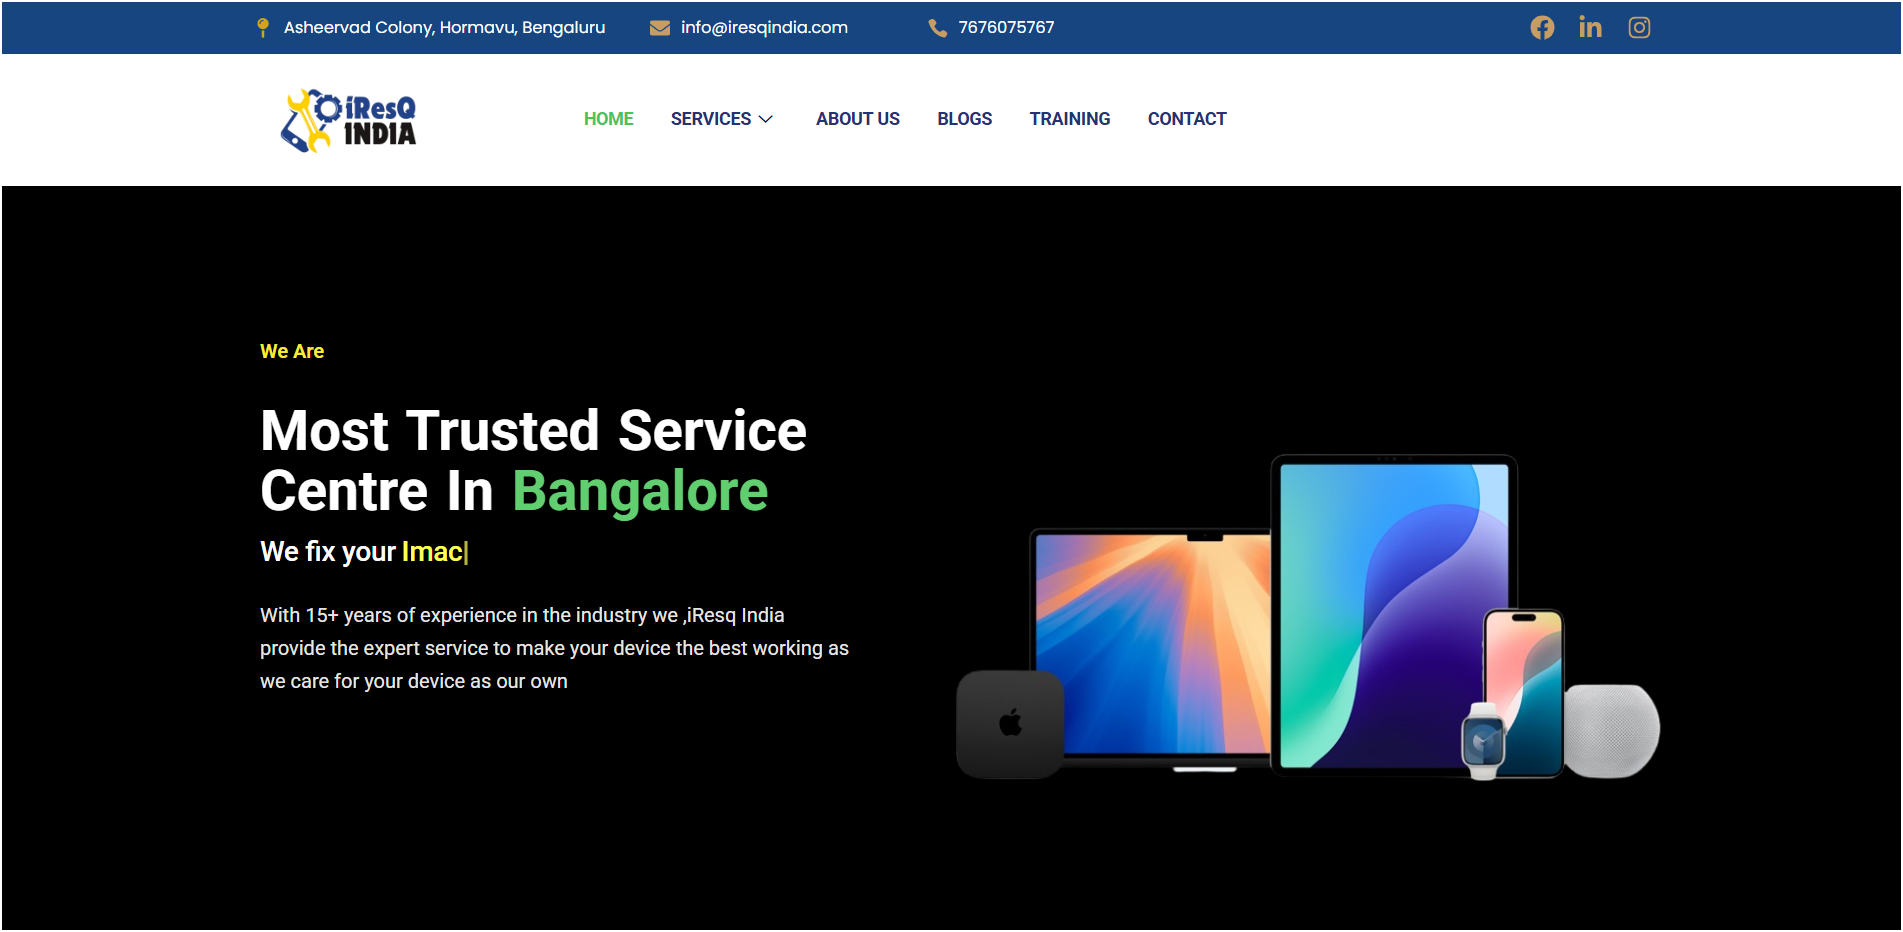 Asheervad Colony, Hormavu, Bengaluru info@iresqindia.com 7676075767
iResQ
INDIA
HOME SERVICES ABOUT US BLOGS TRAINING CONTACT
We Are
Most Trusted Service
Centre In Bangalore
We fix your Imac|
With 15+ years of experience in the industry we ,iResq India
provide the expert service to make your device the best working as
we care for your device as our own